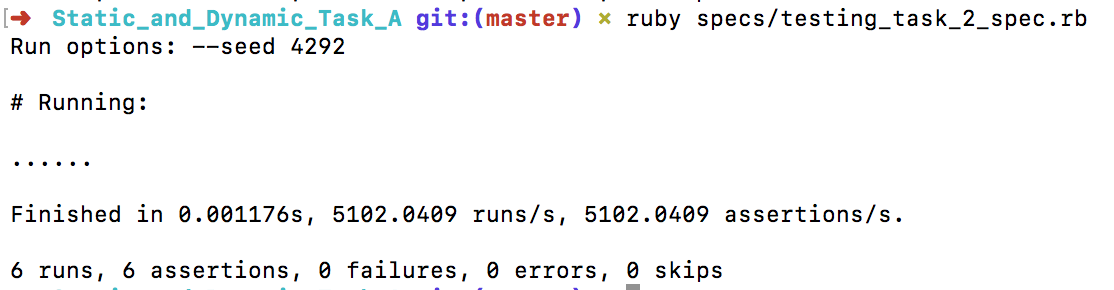 ➜ Static_and_Dynamic_Task_A git:(master) ✗ ruby specs/testing_task_2_spec.rb
Run options: --seed 4292
# Running:
......
Finished in 0.001176s, 5102.0409 runs/s, 5102.0409 assertions/s.
6 runs, 6 assertions, 0 failures, 0 errors, 0 skips